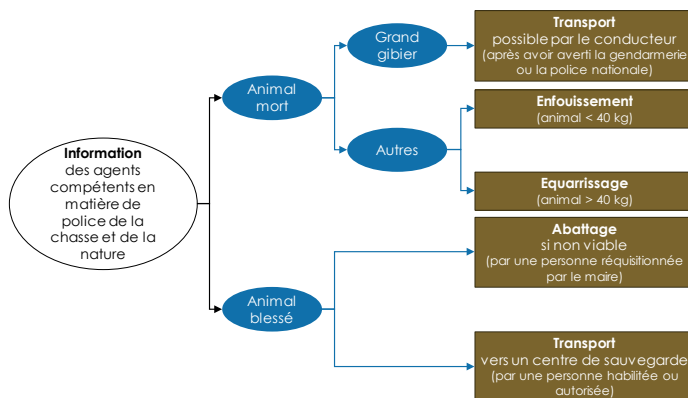 Information
des agents
compétents en
matière de
police de la
chasse et de la
nature
Animal
mort
Grand
gibier
Transport
possible par le conducteur
(après avoir averti la gendarmerie
ou la police nationale)
Autres
Enfouissement
(animal < 40 kg)
Equarrissage
(animal > 40 kg)
Animal
blessé
Abattage
si non viable
(par une personne réquisitionnée
par le maire)
Transport
vers un centre de sauvegarde
(par une personne habilitée ou
autorisée)